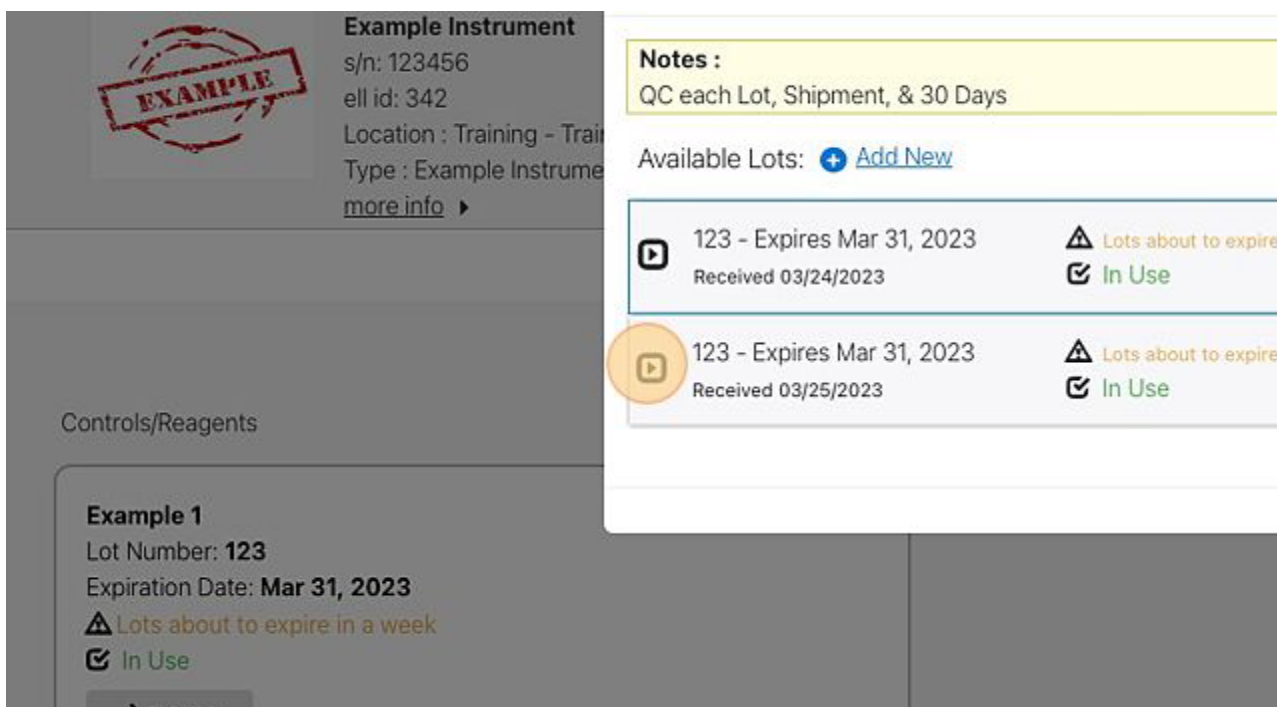 EXAMPLE
Example Instrument
s/n: 123456
ell id: 342
Location : Training - Trai
Type : Example Instrume
more info
Notes :
QC each Lot, Shipment, & 30 Days
Available Lots: Add New
123 - Expires Mar 31, 2023
Lots about to expire
Received 03/24/2023
In Use
123 - Expires Mar 31, 2023
Lots about to expire
Received 03/25/2023
In Use
Controls/Reagents
Example 1
Lot Number: 123
Expiration Date: Mar 31, 2023
Lots about to expire in a week
In Use